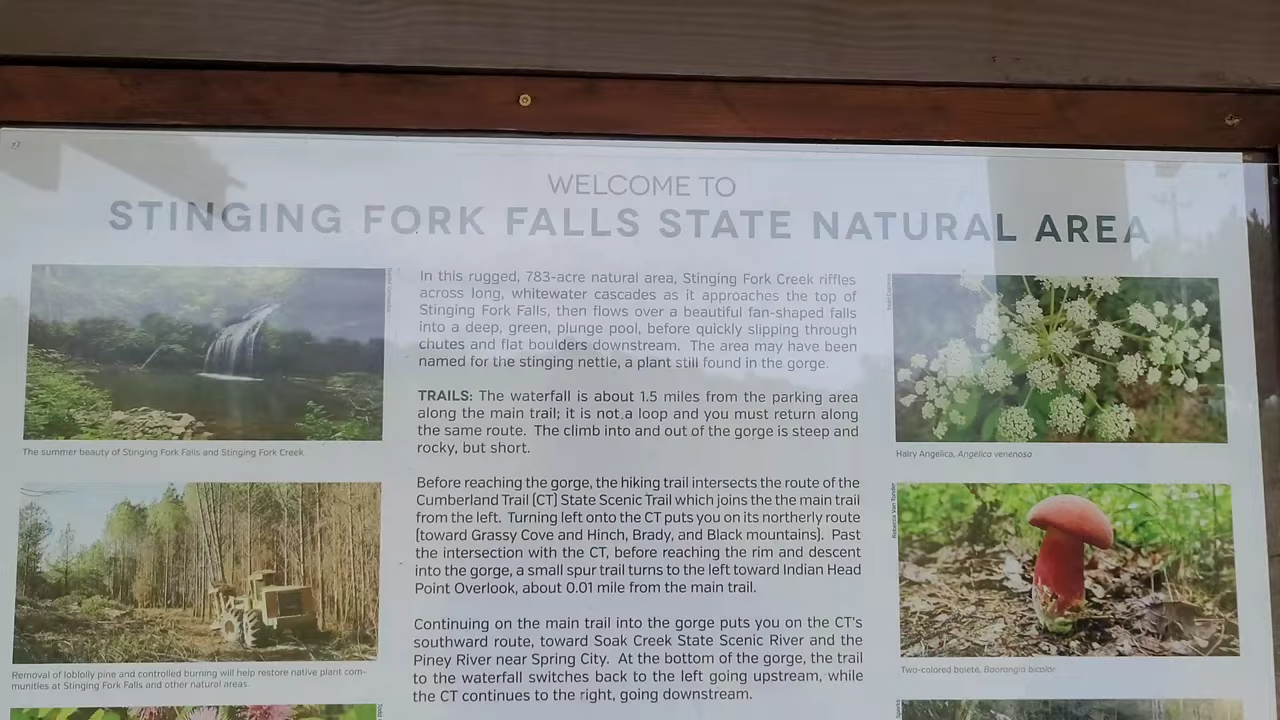 WELCOME TO
STINGING FORK FALLS STATE NATURAL AREA
In this rugged, 783-acre natural area, Stinging Fork Creek riffles
across long, whitewater cascades as it approaches the top of
Stinging Fork Falls, then flows over a beautiful fan-shaped falls
into a deep, green, plunge pool, before quickly slipping through
chutes and flat boulders downstream. The area may have been
named for the stinging nettle, a plant still found in the gorge.
TRAILS: The waterfall is about 1.5 miles from the parking area
along the main trail; it is not a loop and you must return along
the same route. The climb into and out of the gorge is steep and
rocky, but short.
Before reaching the gorge, the hiking trail intersects the route of the
Cumberland Trail (CT) State Scenic Trail which joins the the main trail
from the left. Turning left onto the CT puts you on its northerly route
(toward Grassy Cove and Hinch, Brady, and Black mountains). Past
the intersection with the CT, before reaching the rim and descent
into the gorge, a small spur trail turns to the left toward Indian Head
Point Overlook, about 0.01 mile from the main trail.
Continuing on the main trail into the gorge puts you on the CT's
southward route, toward Soak Creek State Scenic River and the
Piney River near Spring City. At the bottom of the gorge, the trail
to the waterfall switches back to the left going upstream, while
the CT continues to the right, going downstream.
The summer beauty of Stinging Fork Falls and Stinging Fork Creek.
Removal of loblolly pine and controlled burning will help restore native plant com-
munities at Stinging Fork Falls and other natural areas.
Hairy Angelica, Angelica venenosa
Rebecca Van Tonder
Two-colored bolete, Baorangia bicolor